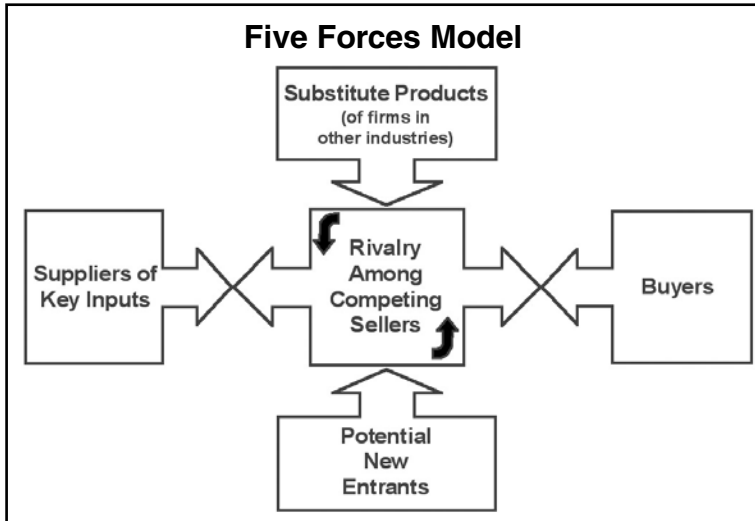 Five Forces Model
Substitute Products
(of firms in
other industries)
Suppliers of
Key Inputs
Rivalry
Among
Competing
Sellers
Buyers
Potential
New
Entrants